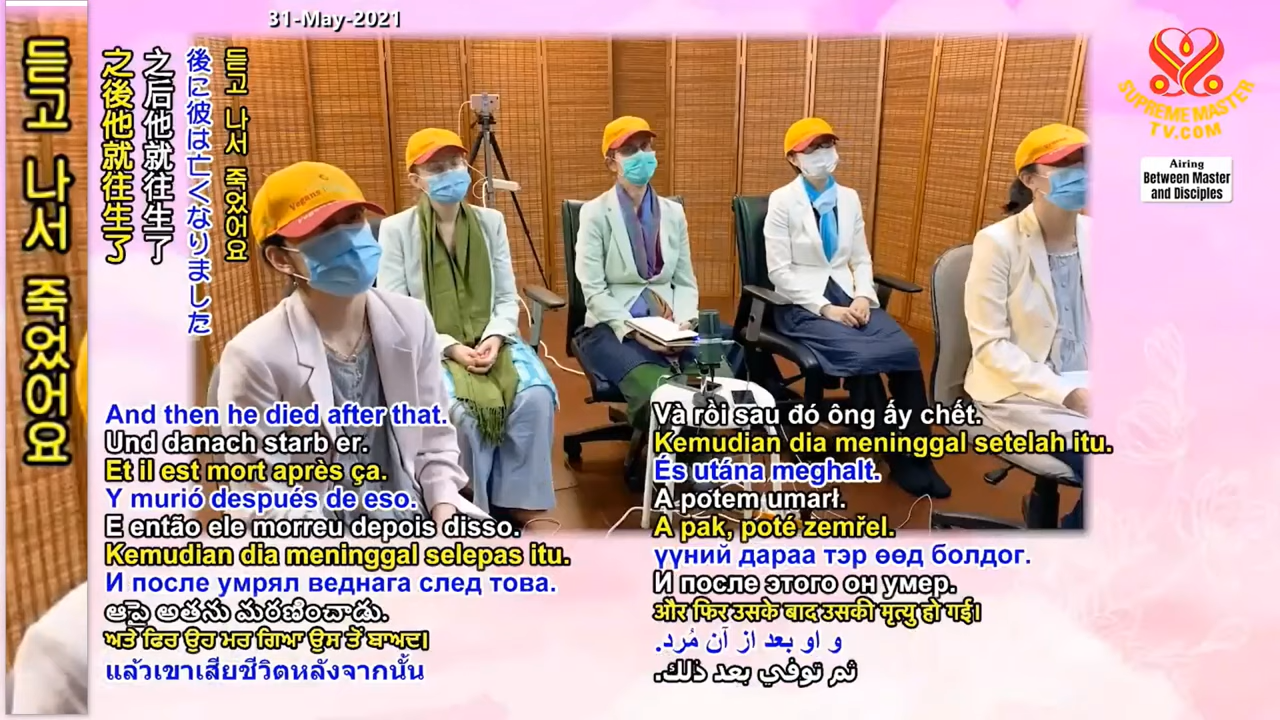 31-May-2021
듣고 나서 죽었어요
之後他就往生了
之后他就往生了
後に彼は亡くなりました
듣고 나서 죽었어요
SUPREME MASTER
TV.COM
Airing
Between Master
and Disciples
And then he died after that.
Und danach starb er.
Et il est mort après ça.
Y murió después de eso.
E então ele morreu depois disso.
Kemudian dia meninggal selepas itu.
И после умрял веднага след това.
ఆపై అతను మరణించాడు.
ਅਤੇ ਫਿਰ ਉਹ ਮਰ ਗਿਆ ਉਸ ਤੋਂ ਬਾਅਦ।
แล้วเขาเสียชีวิตหลังจากนั้น
Và rồi sau đó ông ấy chết.
Kemudian dia meninggal setelah itu.
És utána meghalt.
A potem umarł.
A pak, poté zemřel.
үүний дараа тэр өөд болдог.
И после этого он умер.
और फिर उसके बाद उसकी मृत्यु हो गई।
و او بعد از آن مُرد.
ثم توفي بعد ذلك.